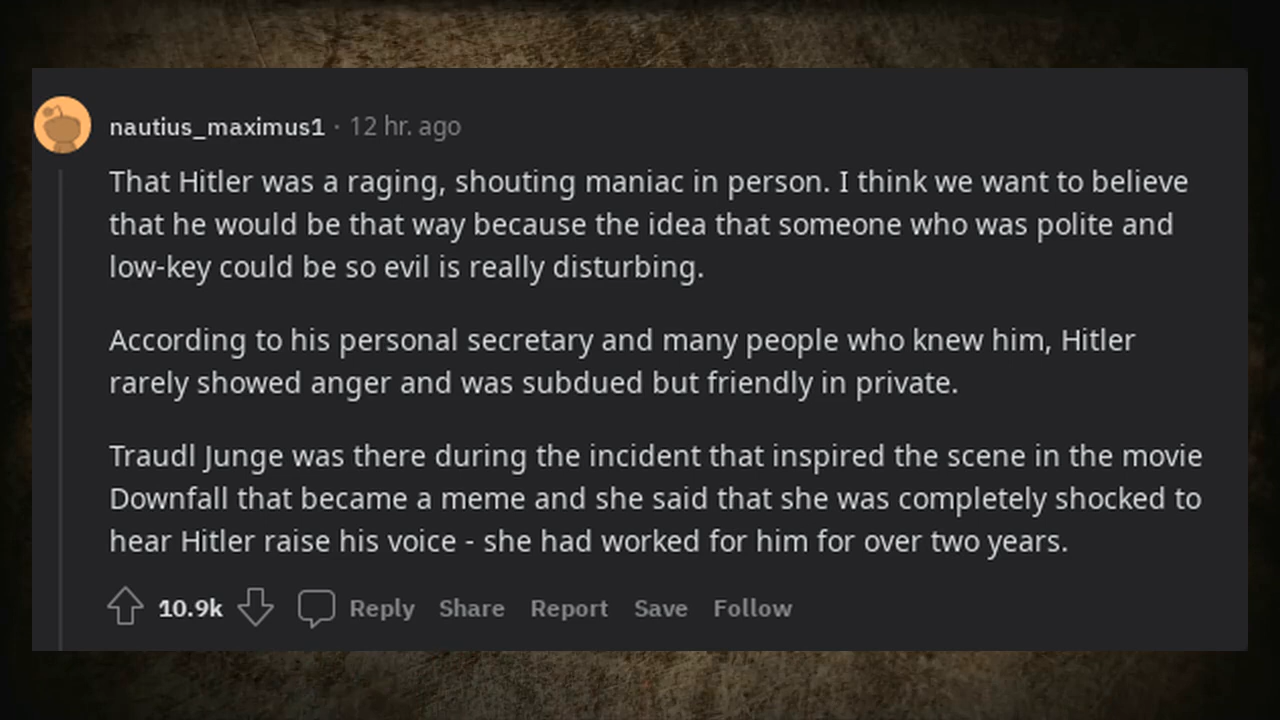 nautius_maximus1 · 12 hr. ago
That Hitler was a raging, shouting maniac in person. I think we want to believe
that he would be that way because the idea that someone who was polite and
low-key could be so evil is really disturbing.
According to his personal secretary and many people who knew him, Hitler
rarely showed anger and was subdued but friendly in private.
Traudl Junge was there during the incident that inspired the scene in the movie
Downfall that became a meme and she said that she was completely shocked to
hear Hitler raise his voice - she had worked for him for over two years.
10.9k Reply Share Report Save Follow